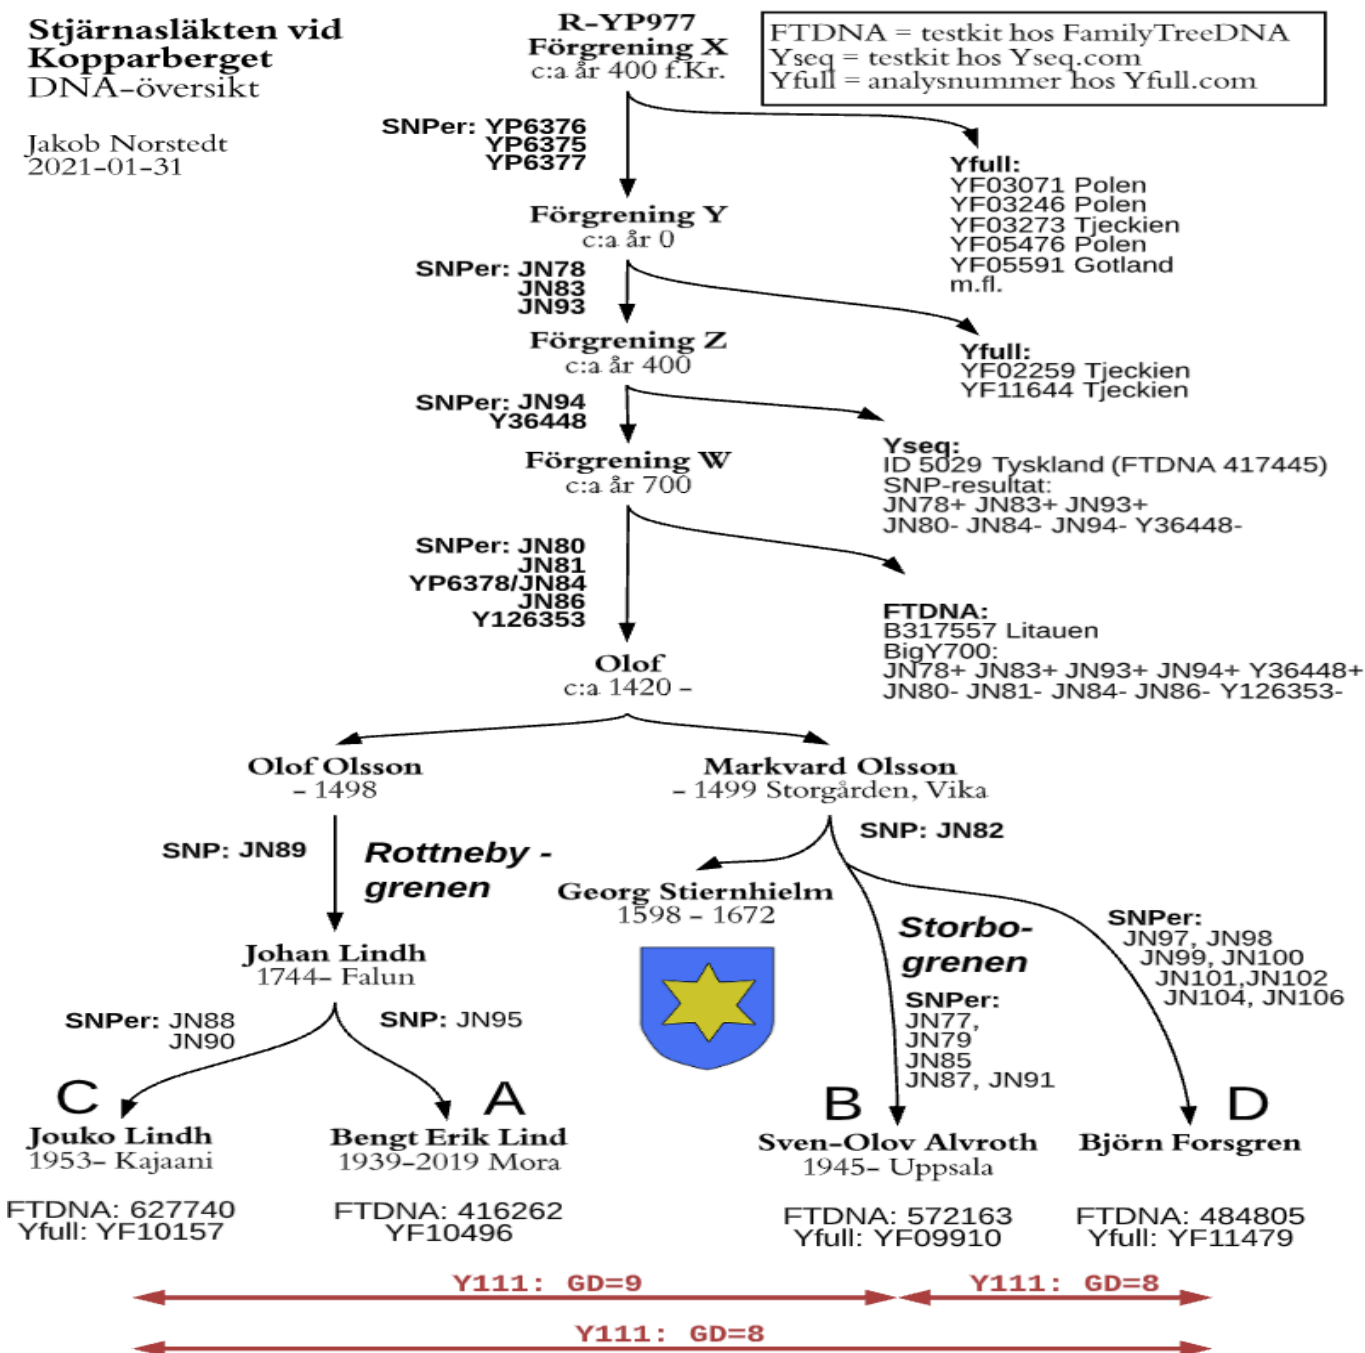 Stjärnasläkten vid
Kopparberget
DNA-översikt
Jakob Norstedt
2021-01-31
R-YP977
Förgrening X
c:a år 400 f.Kr.
FTDNA = testkit hos FamilyTreeDNA
Yseq = testkit hos Yseq.com
Yfull = analysnummer hos Yfull.com
SNPer: YP6376
YP6375
YP6377
Yfull:
YF03071 Polen
YF03246 Polen
YF03273 Tjeckien
YF05476 Polen
YF05591 Gotland
m.fl.
Förgrening Y
c:a år 0
SNPer: JN78
JN83
JN93
Yfull:
YF02259 Tjeckien
YF11644 Tjeckien
Förgrening Z
c:a år 400
SNPer: JN94
Y36448
Yseq:
ID 5029 Tyskland (FTDNA 417445)
SNP-resultat:
JN78+ JN83+ JN93+
JN80- JN84- JN94- Y36448-
Förgrening W
c:a år 700
SNPer: JN80
JN81
YP6378/JN84
JN86
Y126353
FTDNA:
B317557 Litauen
BigY700:
JN78+ JN83+ JN93+ JN94+ Y36448+
JN80- JN81- JN84- JN86- Y126353-
Olof
c:a 1420 -
Olof Olsson
- 1498
Markvard Olsson
- 1499 Storgården, Vika
SNP: JN89
Rottneby -
grenen
SNP: JN82
Georg Stiernhielm
1598 - 1672
Storbo-
grenen
SNPer:
JN77,
JN79
JN85
JN87, JN91
SNPer:
JN97, JN98
JN99, JN100
JN101,JN102
JN104, JN106
Johan Lindh
1744- Falun
SNPer: JN88
JN90
SNP: JN95
C
Jouko Lindh
1953- Kajaani
FTDNA: 627740
Yfull: YF10157
A
Bengt Erik Lind
1939-2019 Mora
FTDNA: 416262
YF10496
B
Sven-Olov Alvroth
1945- Uppsala
FTDNA: 572163
Yfull: YF09910
D
Björn Forsgren
FTDNA: 484805
Yfull: YF11479
Y111: GD=9
Y111: GD=8
Y111: GD=8